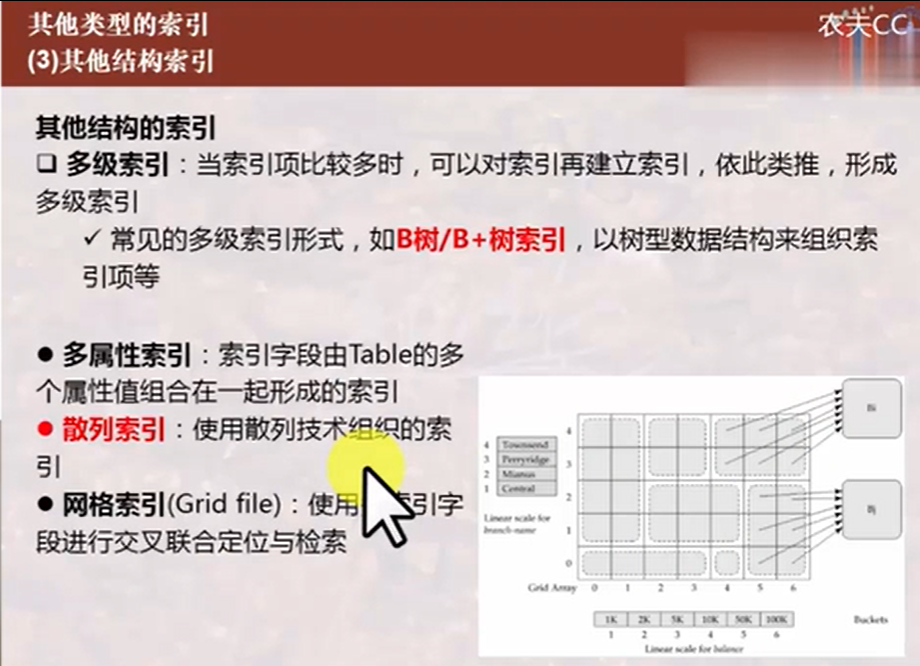 其他类型的索引
(3)其他结构索引
农夫CC
其他结构的索引
❑ 多级索引：当索引项比较多时，可以对索引再建立索引，依此类推，形成
多级索引
✓ 常见的多级索引形式，如B树/B+树索引，以树型数据结构来组织索
引项等
● 多属性索引：索引字段由Table的多
个属性值组合在一起形成的索引
● 散列索引：使用散列技术组织的索
引
● 网格索引(Grid file)：使用 索引字
段进行交叉联合定位与检索
4 Townsend
3 Perryridge
2 Mianus
1 Central
Linear scale for
branch-name
4
3
2
1
0
Grid Array 0 1 2 3 4 5 6
Bi
Bj
1K 2K 5K 10K 50K 100K
1 2 3 4 5 6
Linear scale for balance
Buckets